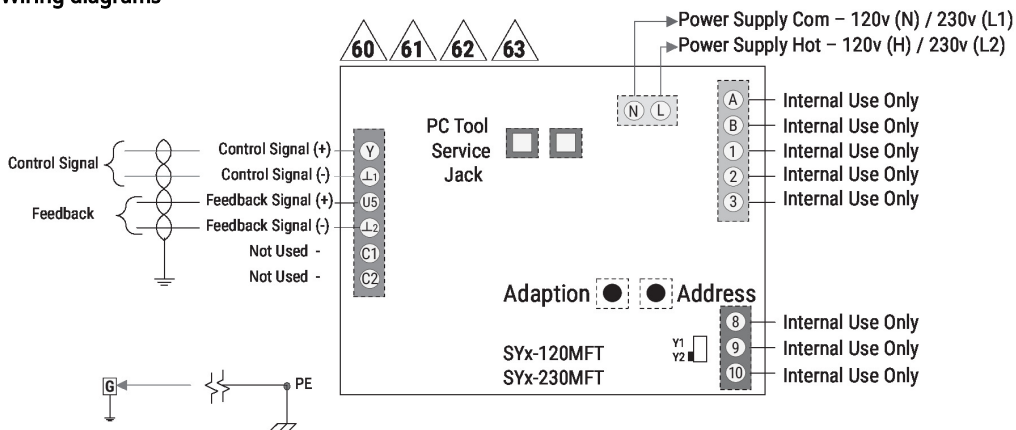 Wiring diagrams
Power Supply Com – 120v (N) / 230v (L1)
Power Supply Hot – 120v (H) / 230v (L2)
60 61 62 63
N L
PC Tool
Service
Jack
A Internal Use Only
B Internal Use Only
1 Internal Use Only
2 Internal Use Only
3 Internal Use Only
Control Signal
Control Signal (+) Y
Control Signal (-) ⊥1
Feedback
Feedback Signal (+) U5
Feedback Signal (-) ⊥2
Not Used - C1
Not Used - C2
Adaption Address
SYx-120MFT
SYx-230MFT
Y1
Y2
8 Internal Use Only
9 Internal Use Only
10 Internal Use Only
G PE